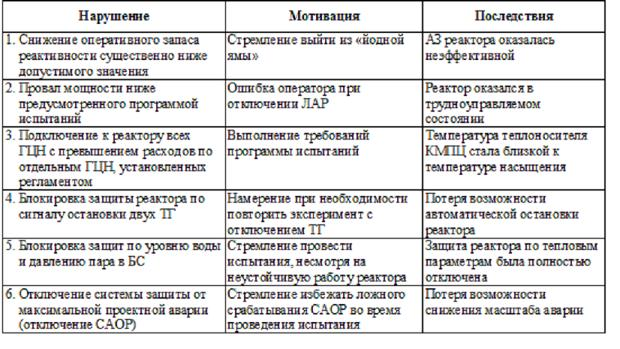 Нарушение Мотивация Последствия
1. Снижение оперативного запаса Стремление выйти из «йодной АЗ реактора оказалась
реактивности существенно ниже ямы» неэффективной
допустимого значения
2. Провал мощности ниже Ошибка оператора при Реактор оказался в
предусмотренного программой отключении ЛАР трудноуправляемом
испытаний состоянии
3. Подключение к реактору всех Выполнение требований Температура теплоносителя
ГЦН с превышением расходов по программы испытаний КМПЦ стала близкой к
отдельным ГЦН, установленных температуре насыщения
регламентом
4. Блокировка защиты реактора по Намерение при необходимости Потеря возможности
сигналу остановки двух ТГ повторить эксперимент с автоматической остановки
отключением ТГ реактора
5. Блокировка защит по уровню воды Стремление провести Защита реактора по тепловым
и давлению пара в БС испытания, несмотря на параметрам была полностью
неустойчивую работу реактора отключена
6. Отключение системы защиты от Стремление избежать ложного Потеря возможности
максимальной проектной аварии срабатывания САОР во время снижения масштаба аварии
(отключение САОР) проведения испытания